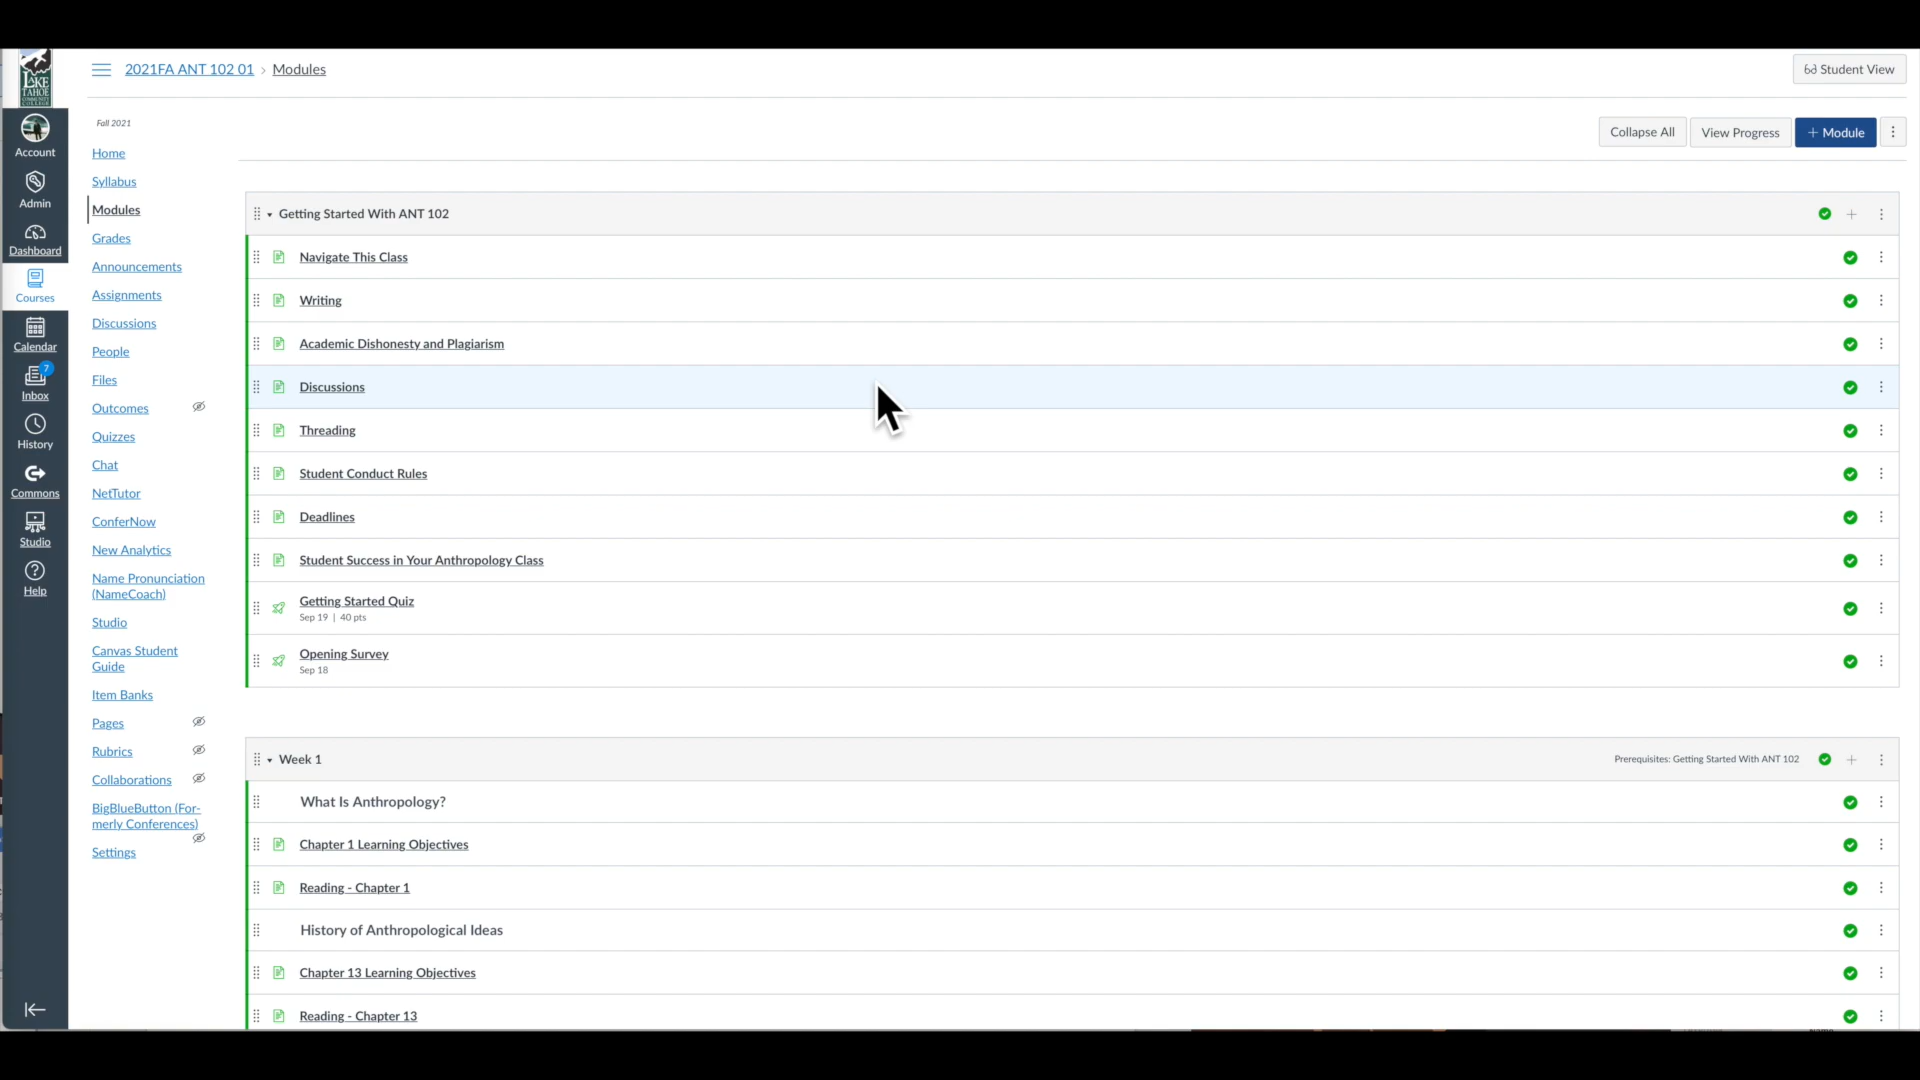 LAKE
TAHOE
COMMUNITY
COLLEGE
2021FA ANT 102 01 › Modules
Student View
Account
Admin
Dashboard
Courses
Calendar
7
Inbox
History
Commons
Studio
Help
Fall 2021
Home
Syllabus
Modules
Grades
Announcements
Assignments
Discussions
People
Files
Outcomes
Quizzes
Chat
NetTutor
ConferNow
New Analytics
Name Pronunciation
(NameCoach)
Studio
Canvas Student
Guide
Item Banks
Pages
Rubrics
Collaborations
BigBlueButton (For-
merly Conferences)
Settings
Collapse All
View Progress
+ Module
Getting Started With ANT 102
Navigate This Class
Writing
Academic Dishonesty and Plagiarism
Discussions
Threading
Student Conduct Rules
Deadlines
Student Success in Your Anthropology Class
Getting Started Quiz
Sep 19 | 40 pts
Opening Survey
Sep 18
Week 1
Prerequisites: Getting Started With ANT 102
What Is Anthropology?
Chapter 1 Learning Objectives
Reading - Chapter 1
History of Anthropological Ideas
Chapter 13 Learning Objectives
Reading - Chapter 13